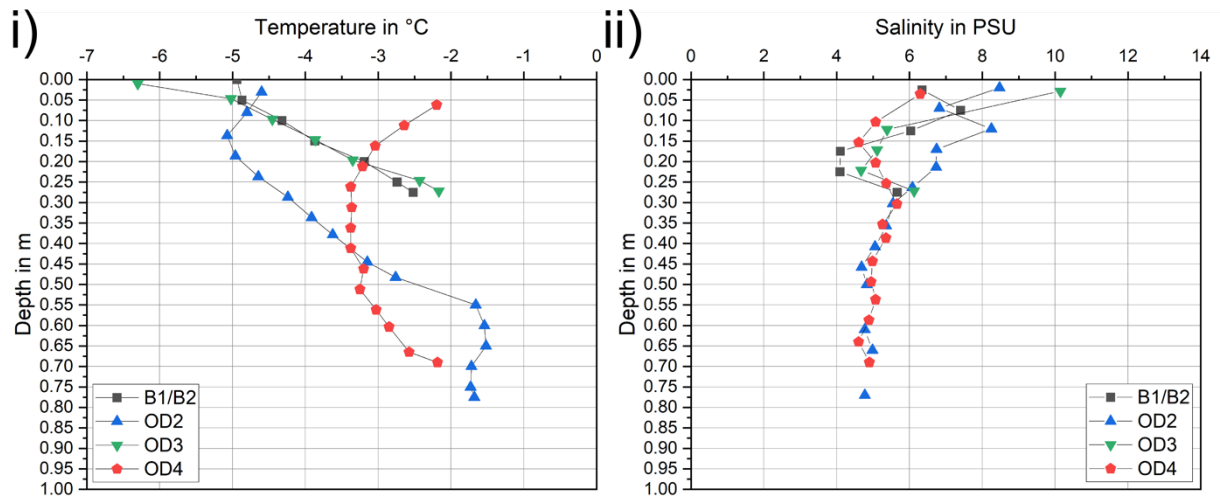 i)
Temperature in °C
-7 -6 -5 -4 -3 -2 -1 0
Depth in m
0.00
0.05
0.10
0.15
0.20
0.25
0.30
0.35
0.40
0.45
0.50
0.55
0.60
0.65
0.70
0.75
0.80
0.85
0.90
0.95
1.00
B1/B2
OD2
OD3
OD4
ii)
Salinity in PSU
0 2 4 6 8 10 12 14
Depth in m
0.00
0.05
0.10
0.15
0.20
0.25
0.30
0.35
0.40
0.45
0.50
0.55
0.60
0.65
0.70
0.75
0.80
0.85
0.90
0.95
1.00
B1/B2
OD2
OD3
OD4